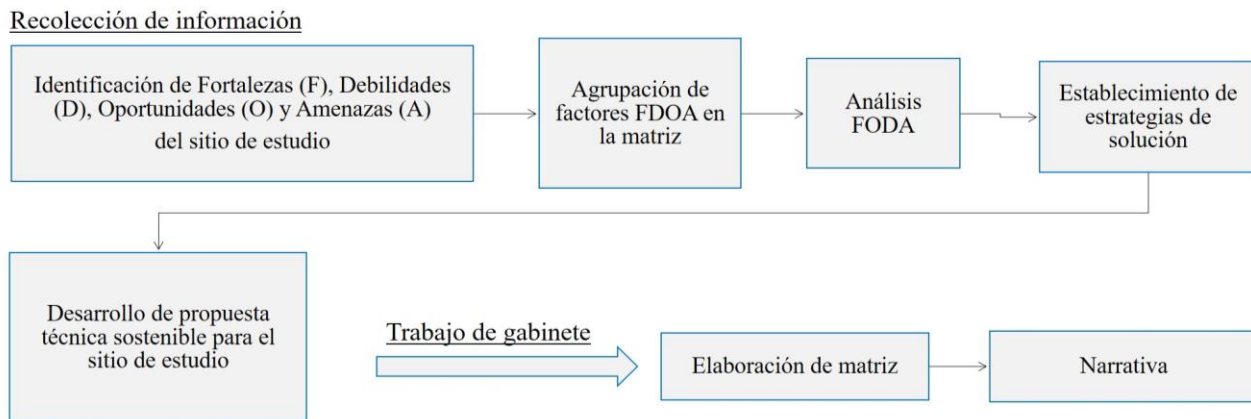 Recolección de información
Identificación de Fortalezas (F), Debilidades
(D), Oportunidades (O) y Amenazas (A)
del sitio de estudio
Agrupación de
factores FDOA en
la matriz
Análisis
FODA
Establecimiento de
estrategias de
solución
Desarrollo de propuesta
técnica sostenible para el
sitio de estudio
Trabajo de gabinete
Elaboración de matriz
Narrativa